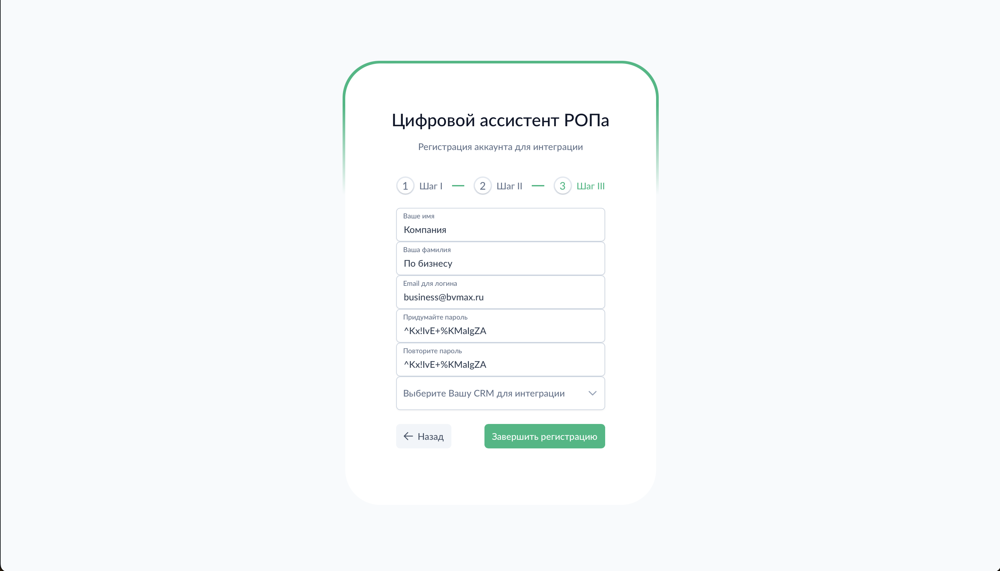 Цифровой ассистент РОПа
Регистрация аккаунта для интеграции
1 Шаг I
2 Шаг II
3 Шаг III
Ваше имя
Компания
Ваша фамилия
По бизнесу
Email для логина
business@bvmax.ru
Придумайте пароль
^Kx!IvE+%KMaIgZA
Повторите пароль
^Kx!IvE+%KMaIgZA
Выберите Вашу CRM для интеграции
Назад
Завершить регистрацию